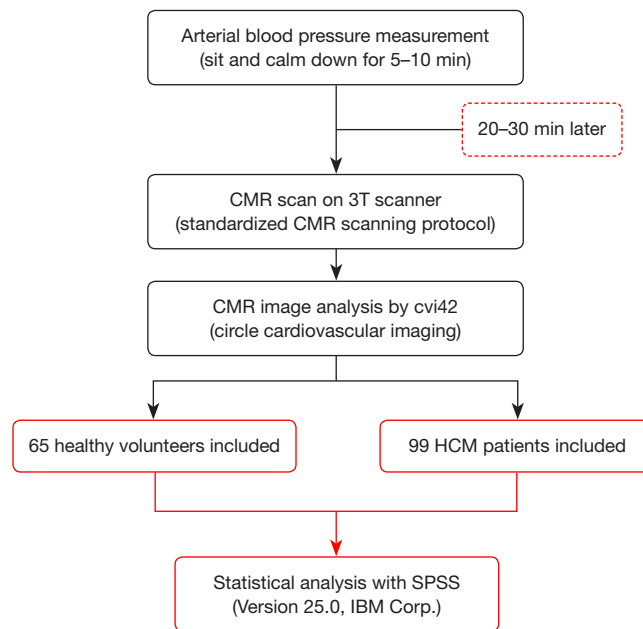 Arterial blood pressure measurement
(sit and calm down for 5–10 min)
20–30 min later
CMR scan on 3T scanner
(standardized CMR scanning protocol)
CMR image analysis by cvi42
(circle cardiovascular imaging)
65 healthy volunteers included
99 HCM patients included
Statistical analysis with SPSS
(Version 25.0, IBM Corp.)